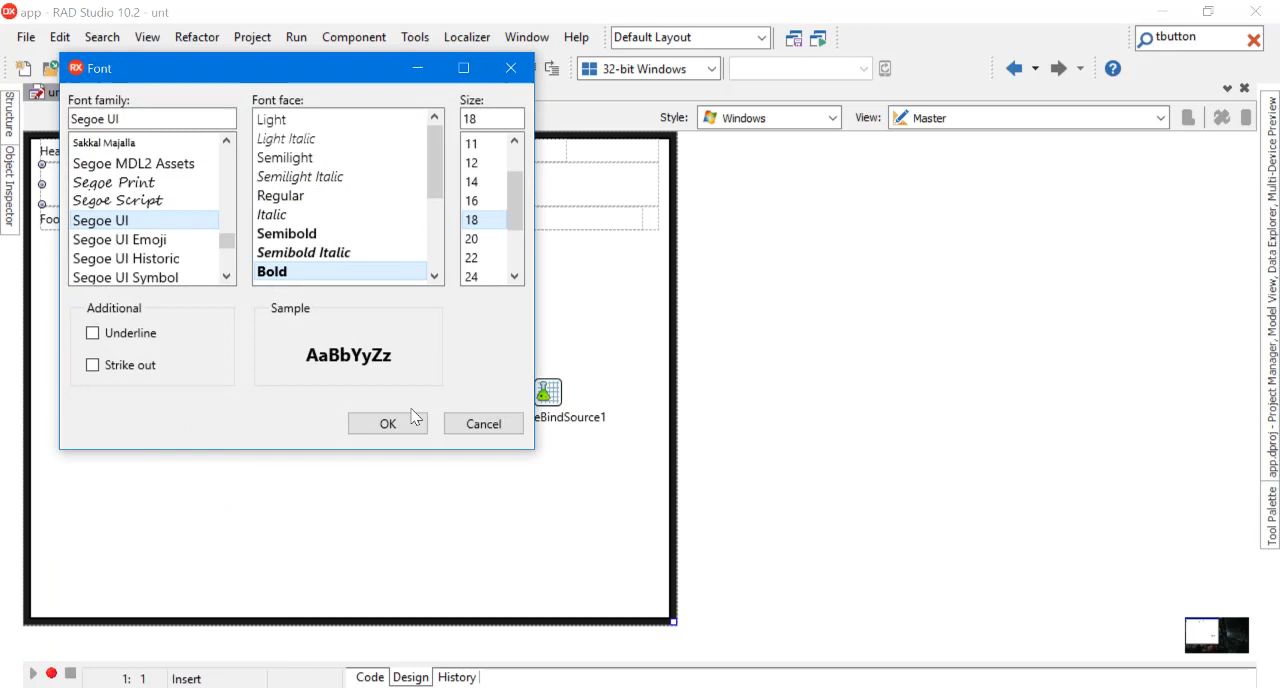 app - RAD Studio 10.2 - unt
File Edit Search View Refactor Project Run Component Tools Localizer Window Help
Default Layout
tbutton
32-bit Windows
Font
Style: Windows View: Master
Font family:
Segoe UI
Sakkal Majalla
Segoe MDL2 Assets
Segoe Print
Segoe Script
Segoe UI
Segoe UI Emoji
Segoe UI Historic
Segoe UI Symbol
Font face:
Light
Light Italic
Semilight
Semilight Italic
Regular
Italic
Semibold
Semibold Italic
Bold
Size:
18
11
12
14
16
18
20
22
24
Additional
Underline
Strike out
Sample
AaBbYyZz
OK Cancel
eBindSource1
Structure
Object Inspector
app.dproj - Project Manager, Model View, Data Explorer, Multi-Device Preview
Tool Palette
1: 1 Insert
Code Design History